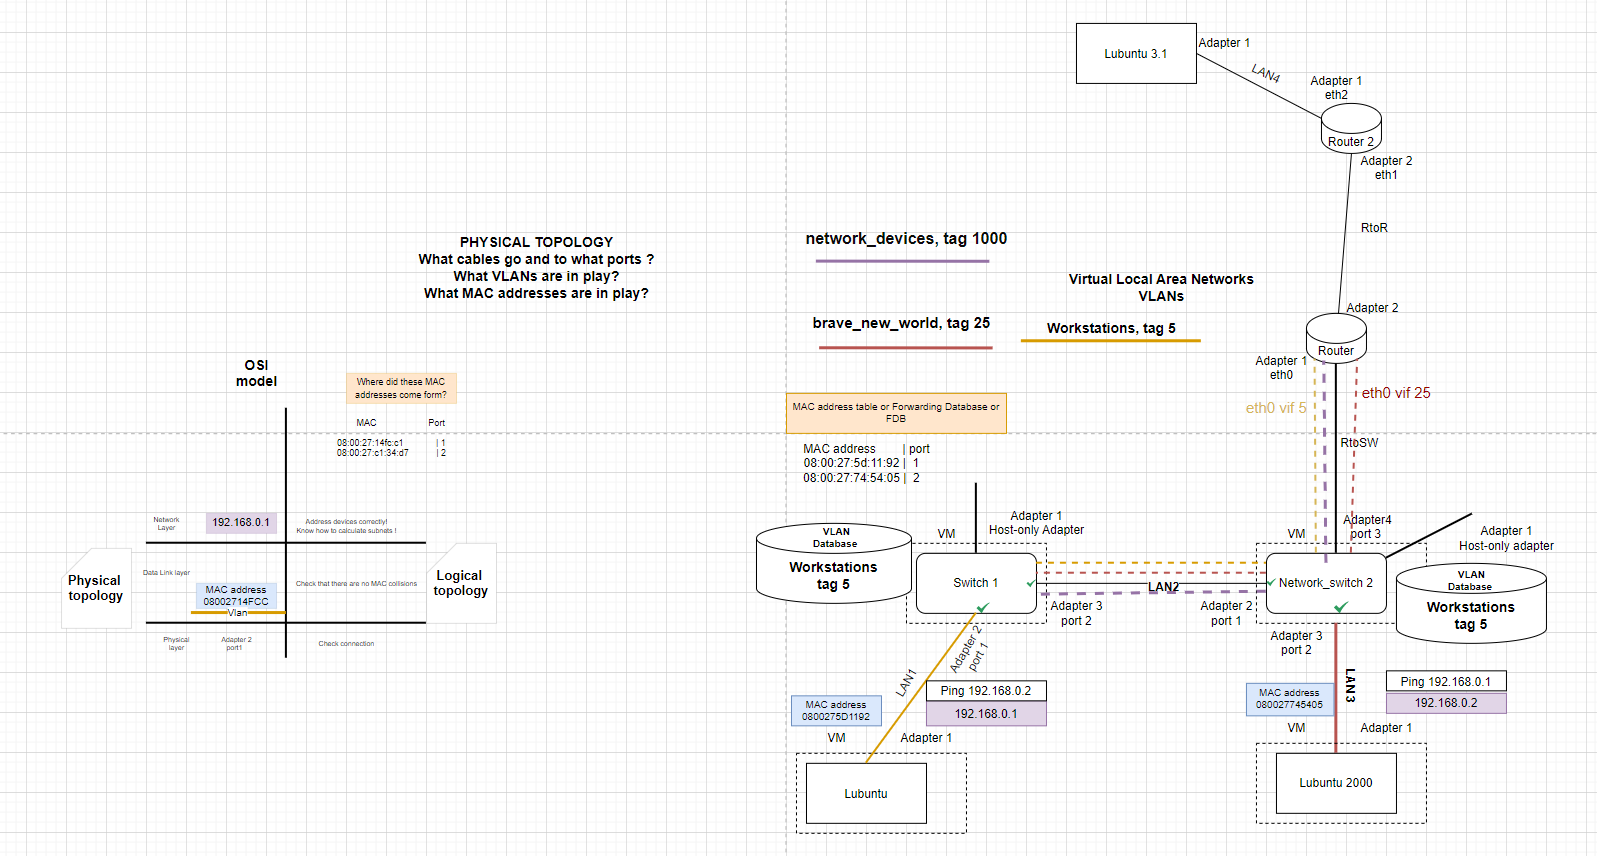 Lubuntu 3.1
Adapter 1
LAN4
Adapter 1
eth2
Router 2
Adapter 2
eth1
RtoR
PHYSICAL TOPOLOGY
What cables go and to what ports ?
What VLANs are in play?
What MAC addresses are in play?
network_devices, tag 1000
Virtual Local Area Networks
VLANs
brave_new_world, tag 25
Workstations, tag 5
Adapter 2
Router
Adapter 1
eth0
eth0 vif 5
eth0 vif 25
RtoSW
OSI
model
Where did these MAC
addresses come form?
MAC Port
08:00:27:14fc:c1 | 1
08:00:27:c1:34:d7 | 2
MAC address table or Forwarding Database or
FDB
MAC address | port
08:00:27:5d:11:92 | 1
08:00:27:74:54:05 | 2
Network
Layer
192.168.0.1
Address devices correctly!
Know how to calculate subnets !
Physical
topology
Data Link layer
MAC address
08002714FCC
Vlan
Check that there are no MAC collisions
Logical
topology
Physical
layer
Adapter 2
port1
Check connection
VLAN
Database
Workstations
tag 5
VM
Adapter 1
Host-only Adapter
Switch 1
LAN2
Adapter 3
port 2
Adapter 2
port 1
VM
Adapter4
port 3
Adapter 1
Host-only adapter
Network_switch 2
VLAN
Database
Workstations
tag 5
Adapter 2
port 1
LAN1
Ping 192.168.0.2
192.168.0.1
MAC address
0800275D1192
VM
Adapter 1
Lubuntu
Adapter 3
port 2
LAN 3
MAC address
080027745405
Ping 192.168.0.1
192.168.0.2
VM
Adapter 1
Lubuntu 2000